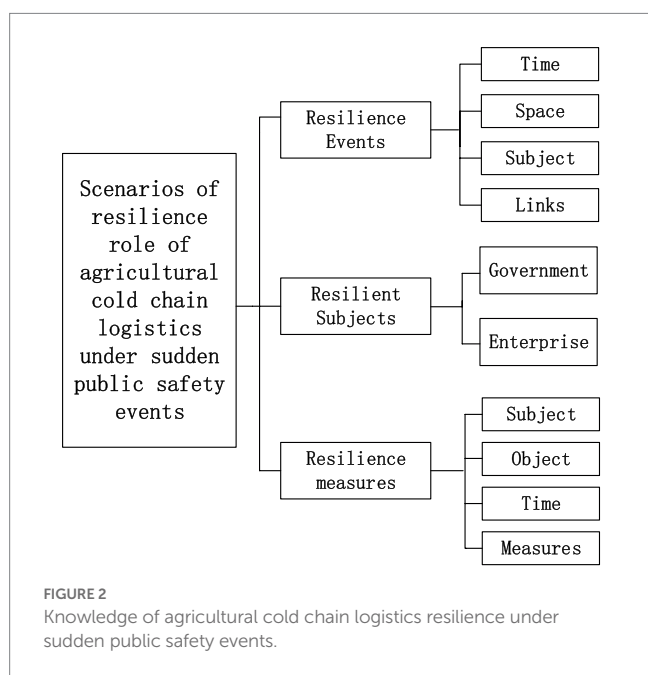 Scenarios of
resilience
role of
agricultural
cold chain
logistics
under sudden
public safety
events
Resilience
Events
Time
Space
Subject
Links
Resilient
Subjects
Government
Enterprise
Resilience
measures
Subject
Object
Time
Measures
FIGURE 2
Knowledge of agricultural cold chain logistics resilience under
sudden public safety events.